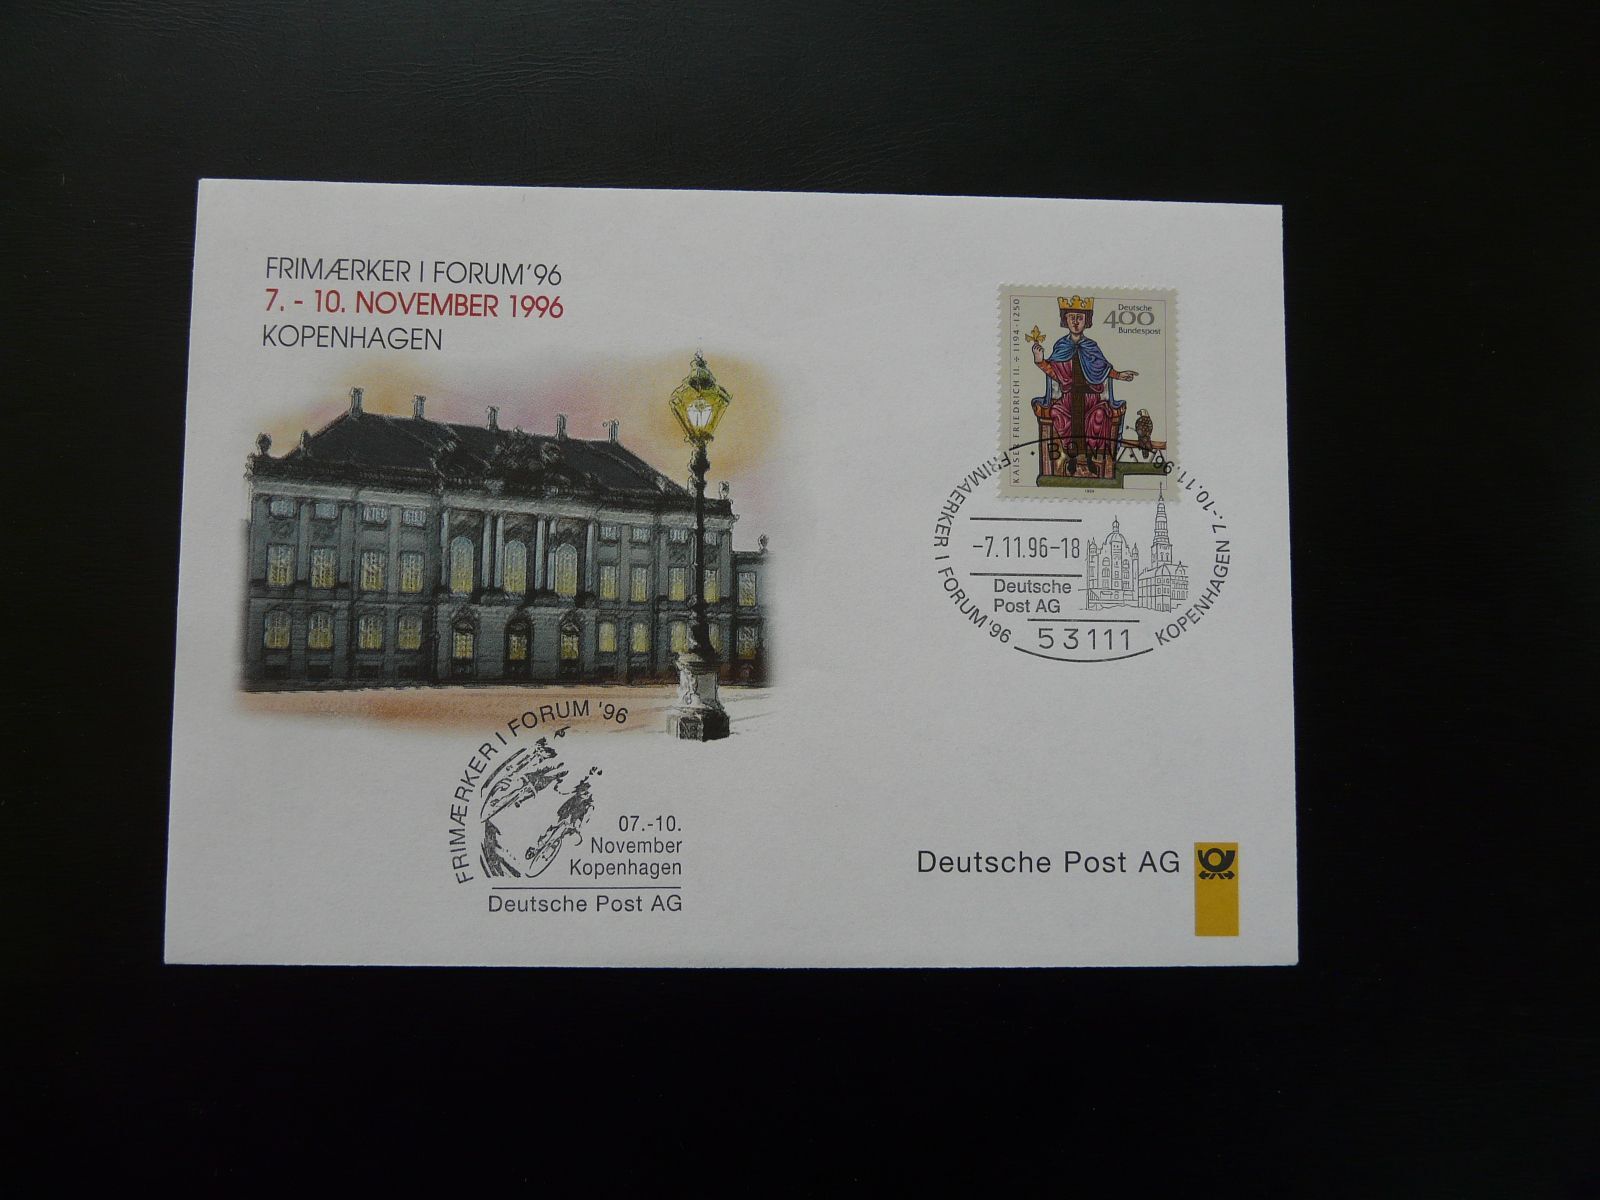 FRIMÆRKER I FORUM '96
7. - 10. NOVEMBER 1996
KOPENHAGEN
KAISER FRIEDRICH II. ÷ 1194-1250
Deutsche
400
Bundespost
1994
· BONN ·
FRIMAERKER I FORUM '96
KOPENHAGEN 7.-10.11.96
-7.11.96-18
Deutsche
Post AG
53111
FRIMÆRKER I FORUM '96
07.-10.
November
Kopenhagen
Deutsche Post AG
Deutsche Post AG